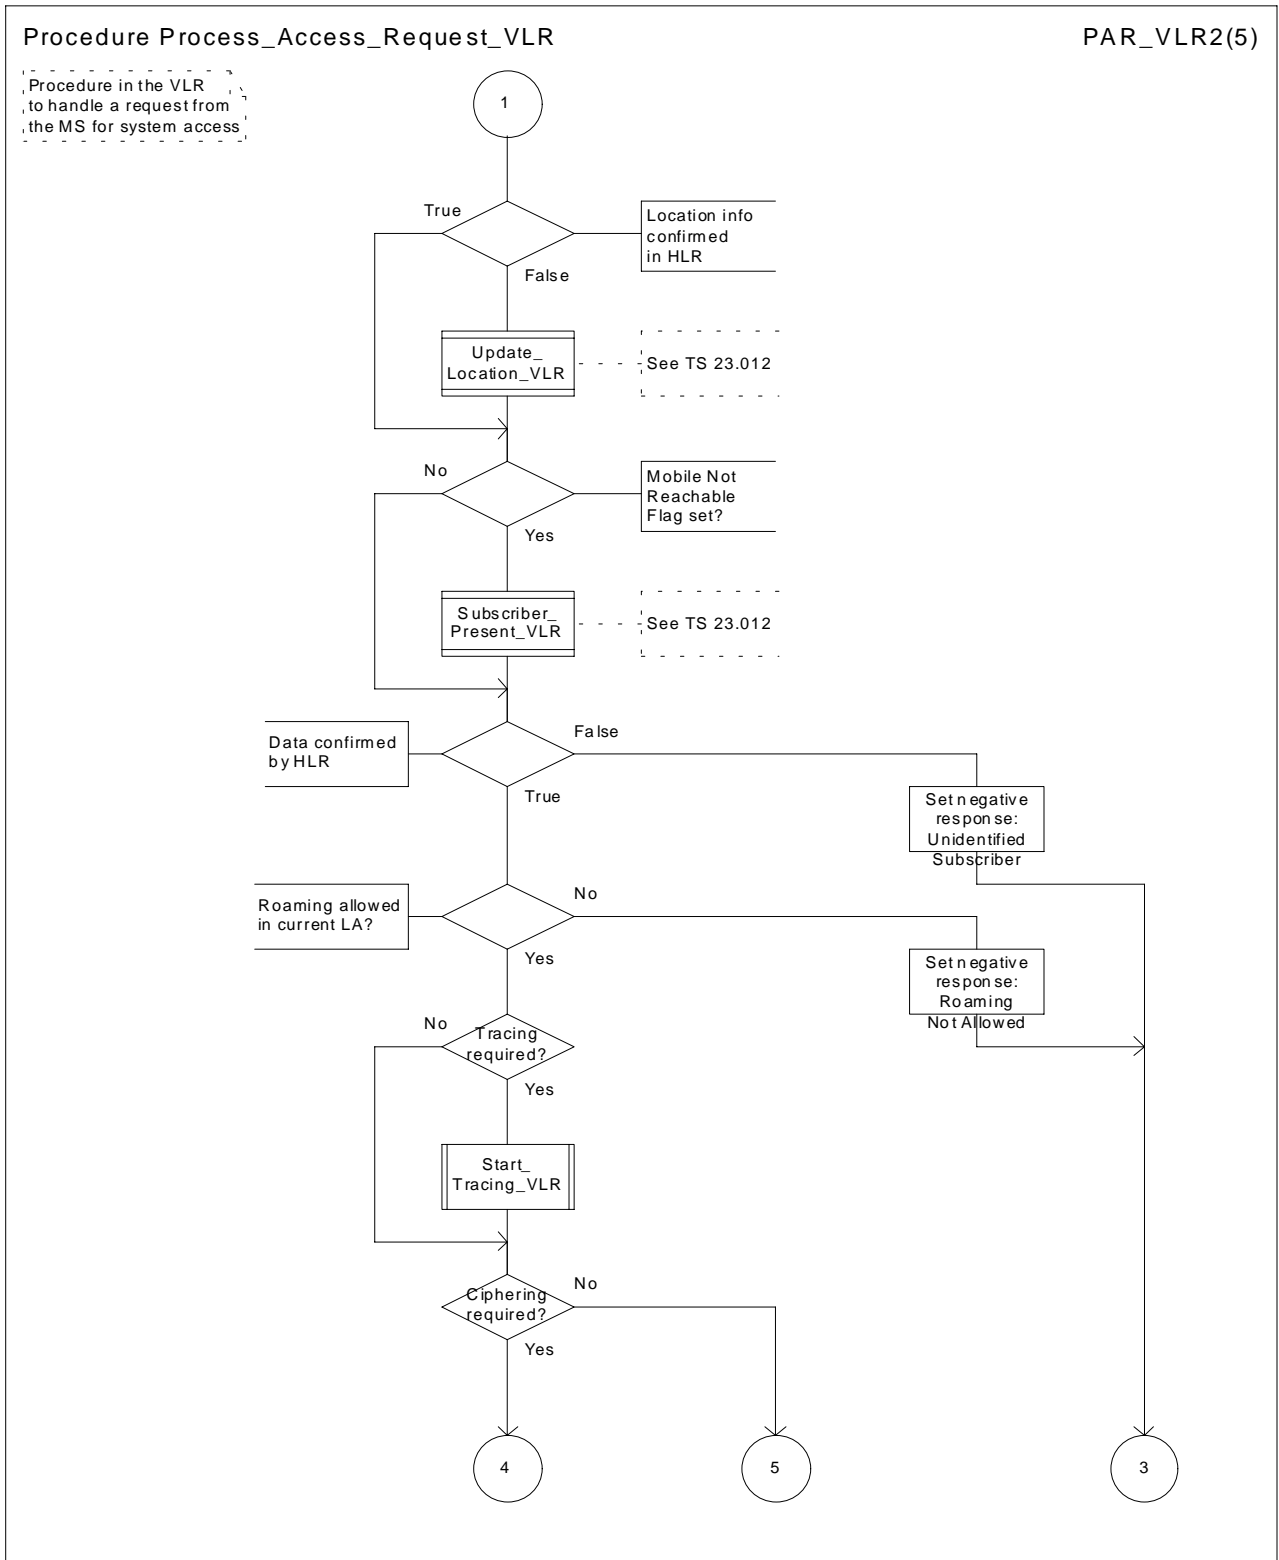 Procedure Process_Access_Request_VLR
PAR_VLR2(5)
Procedure in the VLR
to handle a request from
the MS for system access
1
True
Location info
confirmed
in HLR
False
Update_
Location_VLR
See TS 23.012
No
Mobile Not
Reachable
Flag set?
Yes
Subscriber_
Present_VLR
See TS 23.012
Data confirmed
by HLR
False
True
Set negative
response:
Unidentified
Subscriber
Roaming allowed
in current LA?
No
Yes
Set negative
response:
Roaming
Not Allowed
No
Tracing
required?
Yes
Start_
Tracing_VLR
Ciphering
required?
No
Yes
4
5
3